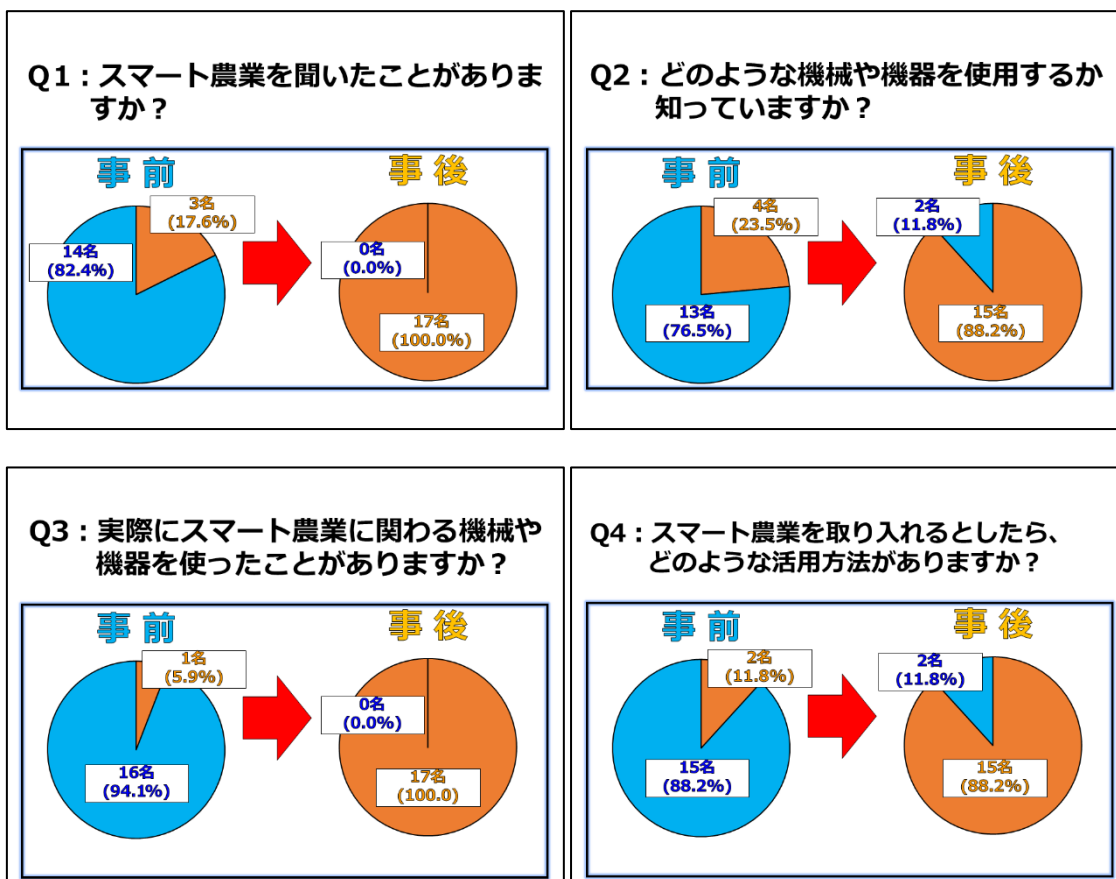 Q1：スマート農業を聞いたことがありま
すか？
事前
事後
3名
(17.6%)
14名
(82.4%)
0名
(0.0%)
17名
(100.0%)
Q2：どのような機械や機器を使用するか
知っていますか？
事前
事後
4名
(23.5%)
13名
(76.5%)
2名
(11.8%)
15名
(88.2%)
Q3：実際にスマート農業に関わる機械や
機器を使ったことがありますか？
事前
事後
1名
(5.9%)
16名
(94.1%)
0名
(0.0%)
17名
(100.0)
Q4：スマート農業を取り入れるとしたら、
どのような活用方法がありますか？
事前
事後
2名
(11.8%)
15名
(88.2%)
2名
(11.8%)
15名
(88.2%)